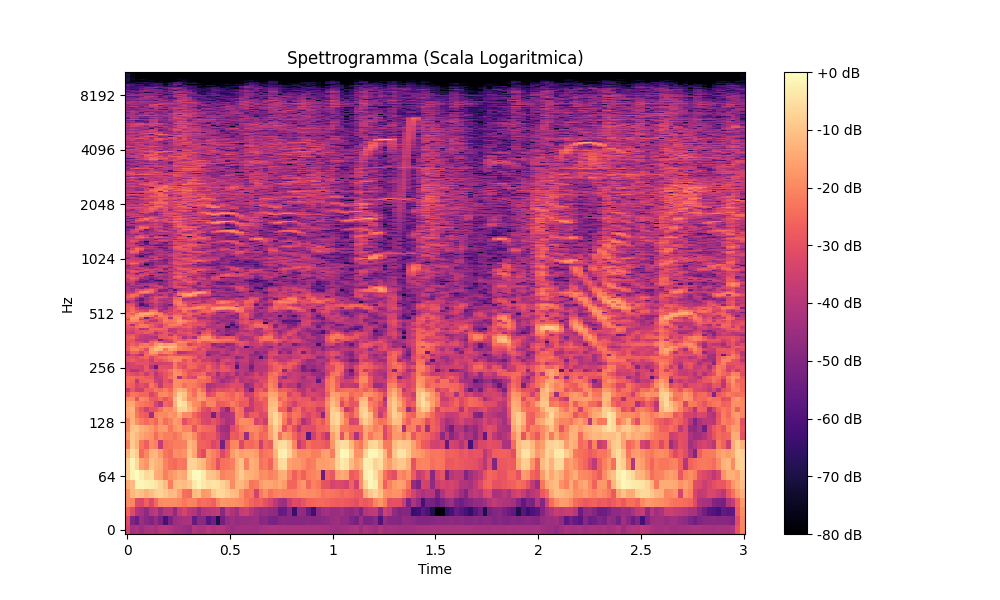 Spettrogramma (Scala Logaritmica)
Hz
8192
4096
2048
1024
512
256
128
64
0
0
0.5
1
1.5
2
2.5
3
Time
+0 dB
-10 dB
-20 dB
-30 dB
-40 dB
-50 dB
-60 dB
-70 dB
-80 dB